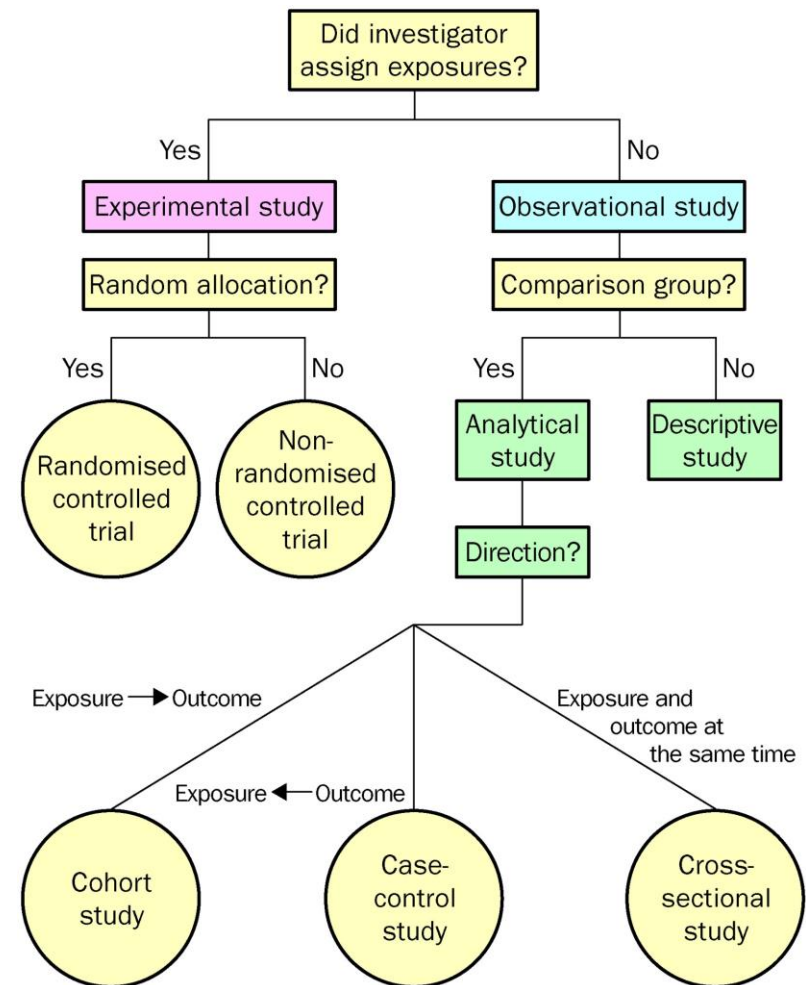 Did investigator
assign exposures?
Yes
No
Experimental study
Observational study
Random allocation?
Comparison group?
Yes
No
Yes
No
Randomised
controlled
trial
Non-
randomised
controlled
trial
Analytical
study
Descriptive
study
Direction?
Exposure → Outcome
Exposure and
outcome at
the same time
Exposure ← Outcome
Cohort
study
Case-
control
study
Cross-
sectional
study